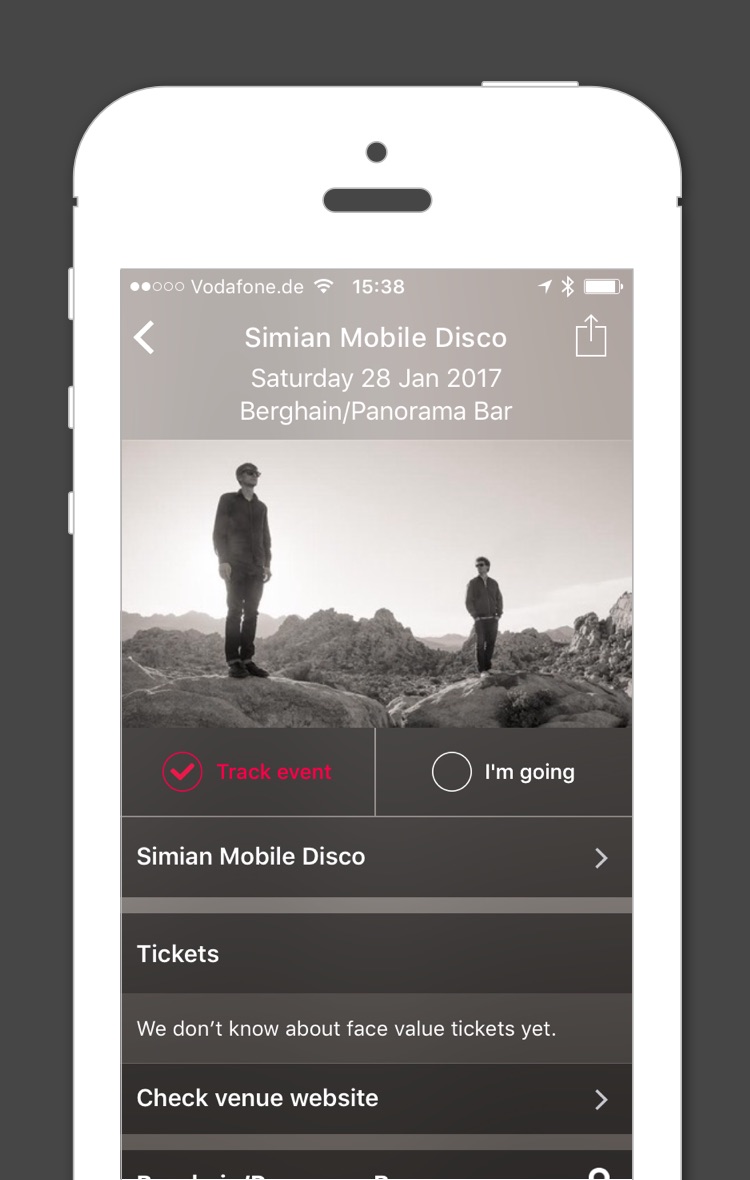 Vodafone.de 15:38
Simian Mobile Disco
Saturday 28 Jan 2017
Berghain/Panorama Bar
Track event
I'm going
Simian Mobile Disco
Tickets
We don’t know about face value tickets yet.
Check venue website